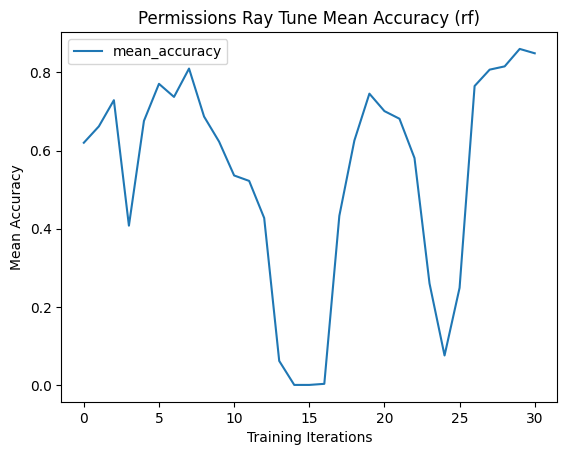 Permissions Ray Tune Mean Accuracy (rf)
mean_accuracy
Mean Accuracy
0.8
0.6
0.4
0.2
0.0
0 5 10 15 20 25 30
Training Iterations